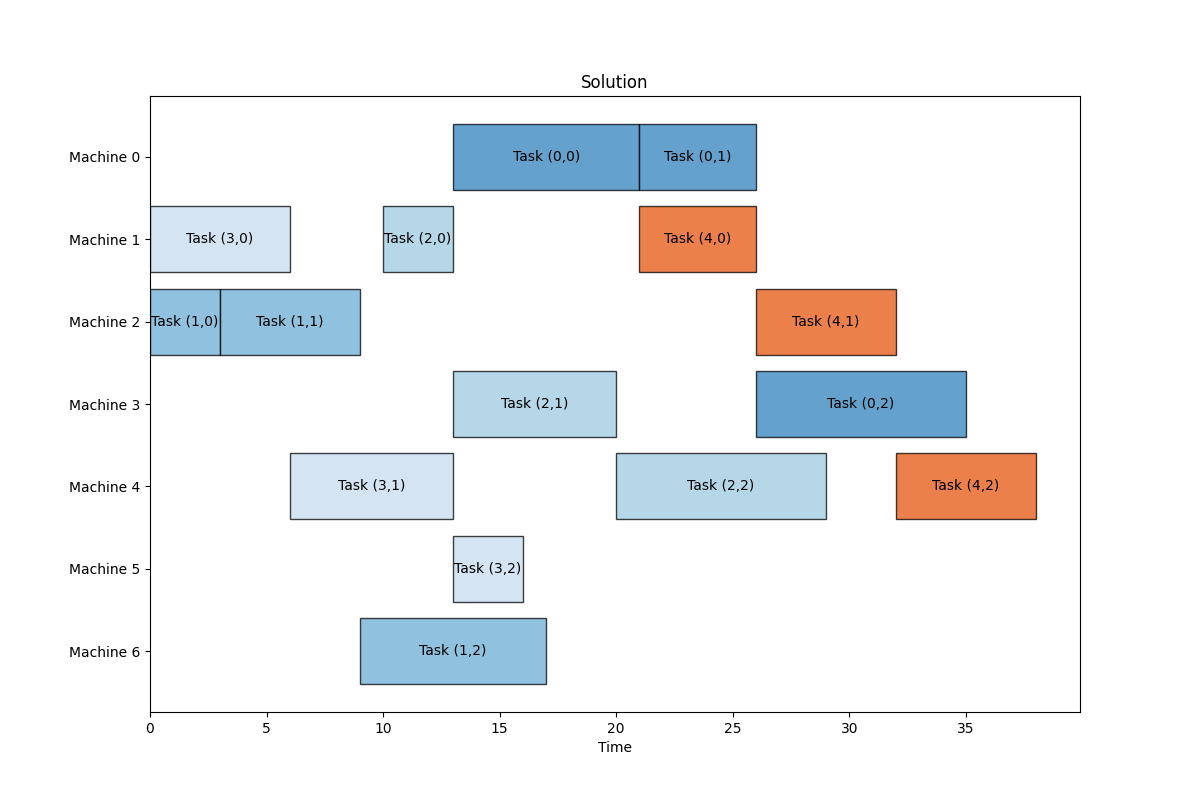 Solution
Machine 0
Task (0,0)
Task (0,1)
Machine 1
Task (3,0)
Task (2,0)
Task (4,0)
Machine 2
Task (1,0)
Task (1,1)
Task (4,1)
Machine 3
Task (2,1)
Task (0,2)
Machine 4
Task (3,1)
Task (2,2)
Task (4,2)
Machine 5
Task (3,2)
Machine 6
Task (1,2)
0 5 10 15 20 25 30 35
Time